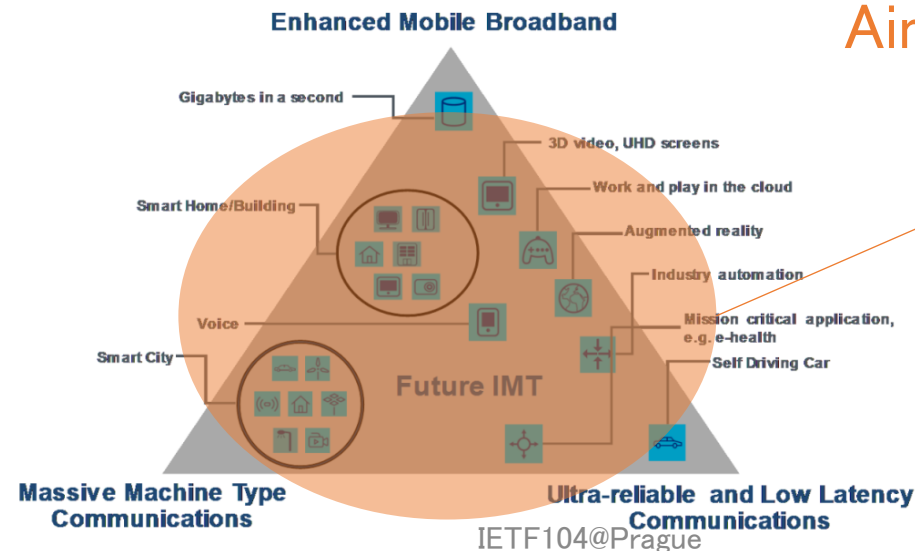 Enhanced Mobile Broadband
Air
Gigabytes in a second
3D video, UHD screens
Work and play in the cloud
Smart Home/Building
Augmented reality
Industry automation
Voice
Mission critical application,
e.g. e-health
Smart City
Self Driving Car
Future IMT
Massive Machine Type
Communications
Ultra-reliable and Low Latency
Communications
IETF104@Prague